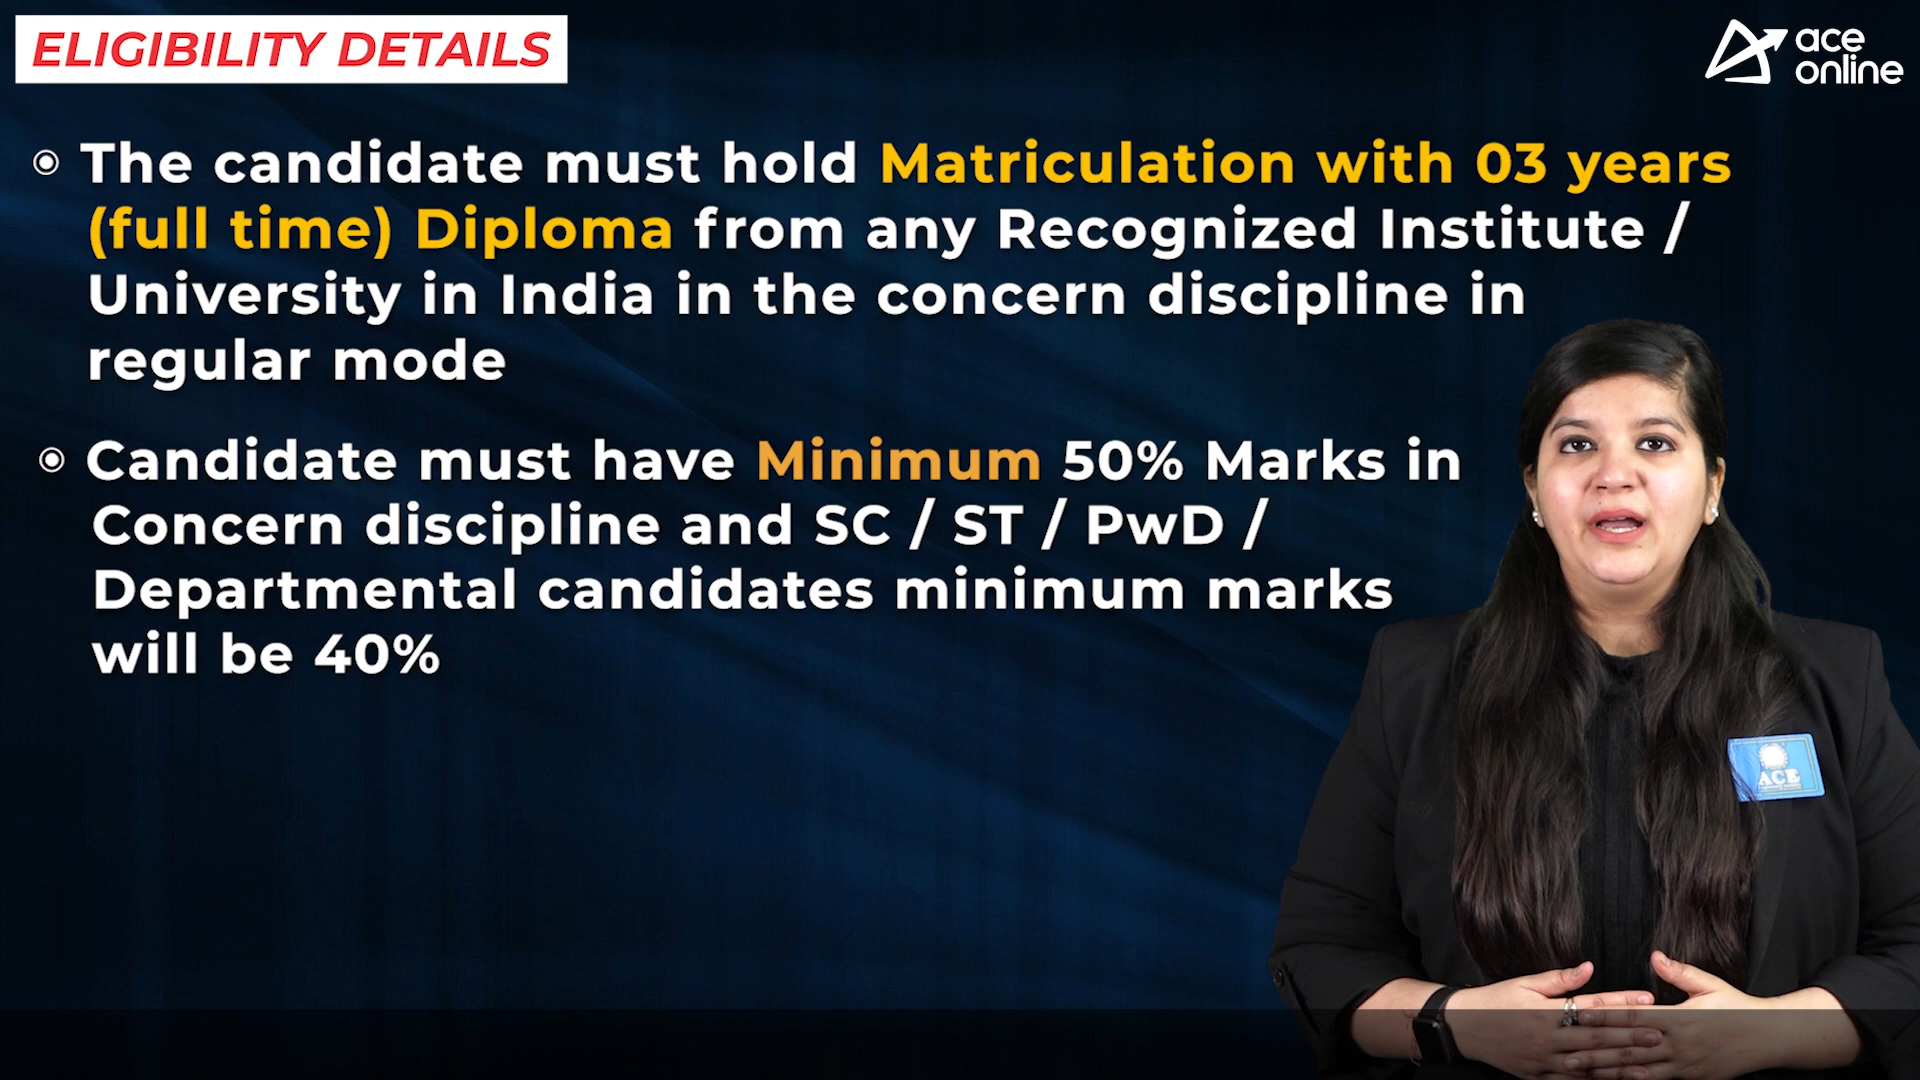 ELIGIBILITY DETAILS
ace
online
The candidate must hold Matriculation with 03 years
(full time) Diploma from any Recognized Institute /
University in India in the concern discipline in
regular mode
Candidate must have Minimum 50% Marks in
Concern discipline and SC / ST / PwD /
Departmental candidates minimum marks
will be 40%
ACE